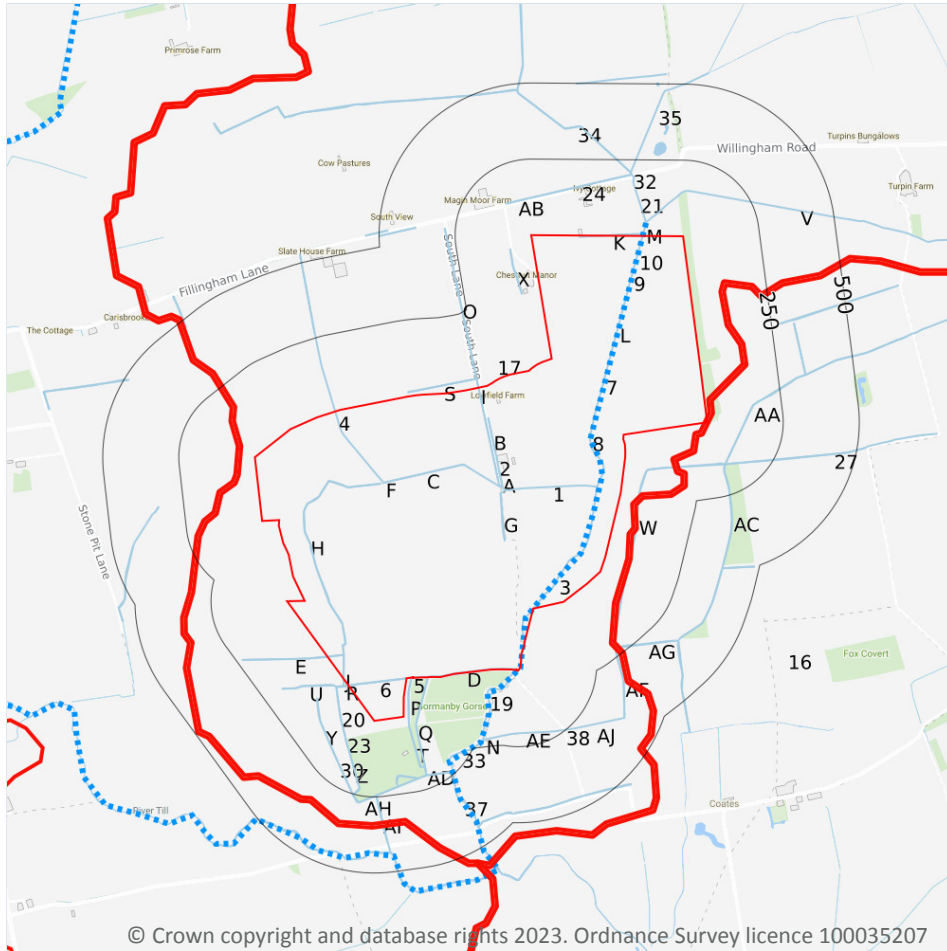 Primrose Farm
35
34
Willingham Road
Turpins Bungalows
Cow Pastures
32
Turpin Farm
24
Magin Moor Farm
21
AB
South View
V
M
K
Slate House Farm
10
Fillingham Lane
Chestnut Manor
X
9
South Lane
250
500
O
Carisbrooke
The Cottage
L
South Lane
17
7
S
I
Lowfield Farm
AA
4
B
8
27
2
C
A
F
1
Stone Pit Lane
G
W
AC
H
3
AG
16
Fox Covert
E
D
5
6
R
U
AF
19
P
Normanby Gorse
20
Q
Y
AJ
38
AE
23
N
T
33
30
Z
AD
Coates
AH
37
River Till
AI
© Crown copyright and database rights 2023. Ordnance Survey licence 100035207